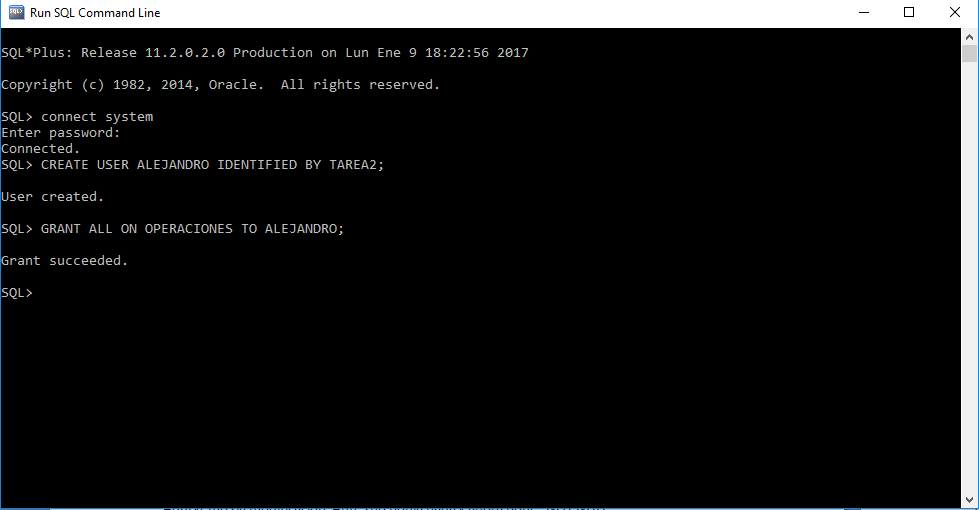 Run SQL Command Line
SQL*Plus: Release 11.2.0.2.0 Production on Lun Ene 9 18:22:56 2017
Copyright (c) 1982, 2014, Oracle.  All rights reserved.
SQL> connect system
Enter password:
Connected.
SQL> CREATE USER ALEJANDRO IDENTIFIED BY TAREA2;
User created.
SQL> GRANT ALL ON OPERACIONES TO ALEJANDRO;
Grant succeeded.
SQL>